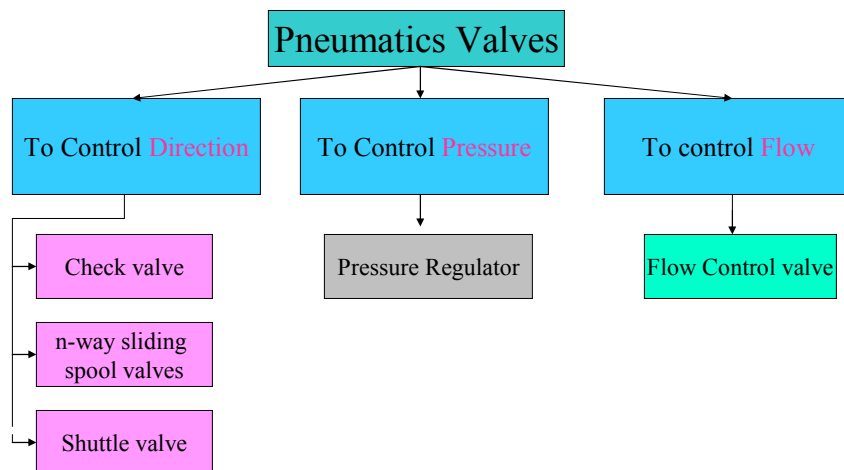 Pneumatics Valves
To Control Direction
To Control Pressure
To control Flow
Check valve
Pressure Regulator
Flow Control valve
n-way sliding
spool valves
Shuttle valve